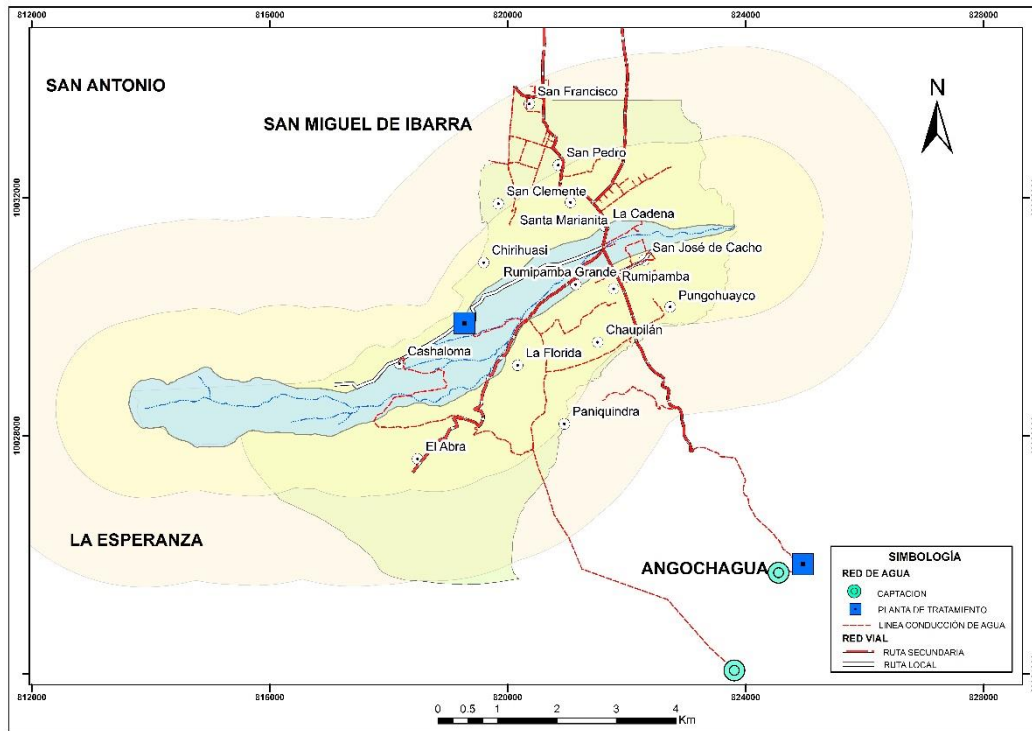 812000 816000 820000 824000 828000
SAN ANTONIO
SAN MIGUEL DE IBARRA
San Francisco
N
San Pedro
10032000
San Clemente
Santa Marianita
La Cadena
Chirihuasi
San José de Cacho
Rumipamba Grande
Rumipamba
Pungohuayco
Chaupilán
Cashaloma
La Florida
Paniquindra
10028000
El Abra
LA ESPERANZA
ANGOCHAGUA
SIMBOLOGÍA
RED DE AGUA
CAPTACION
PLANTA DE TRATAMIENTO
LINEA CONDUCCIÓN DE AGUA
RED VIAL
RUTA SECUNDARIA
RUTA LOCAL
812000 816000 820000 824000 828000
0 0.5 1 2 3 4
Km